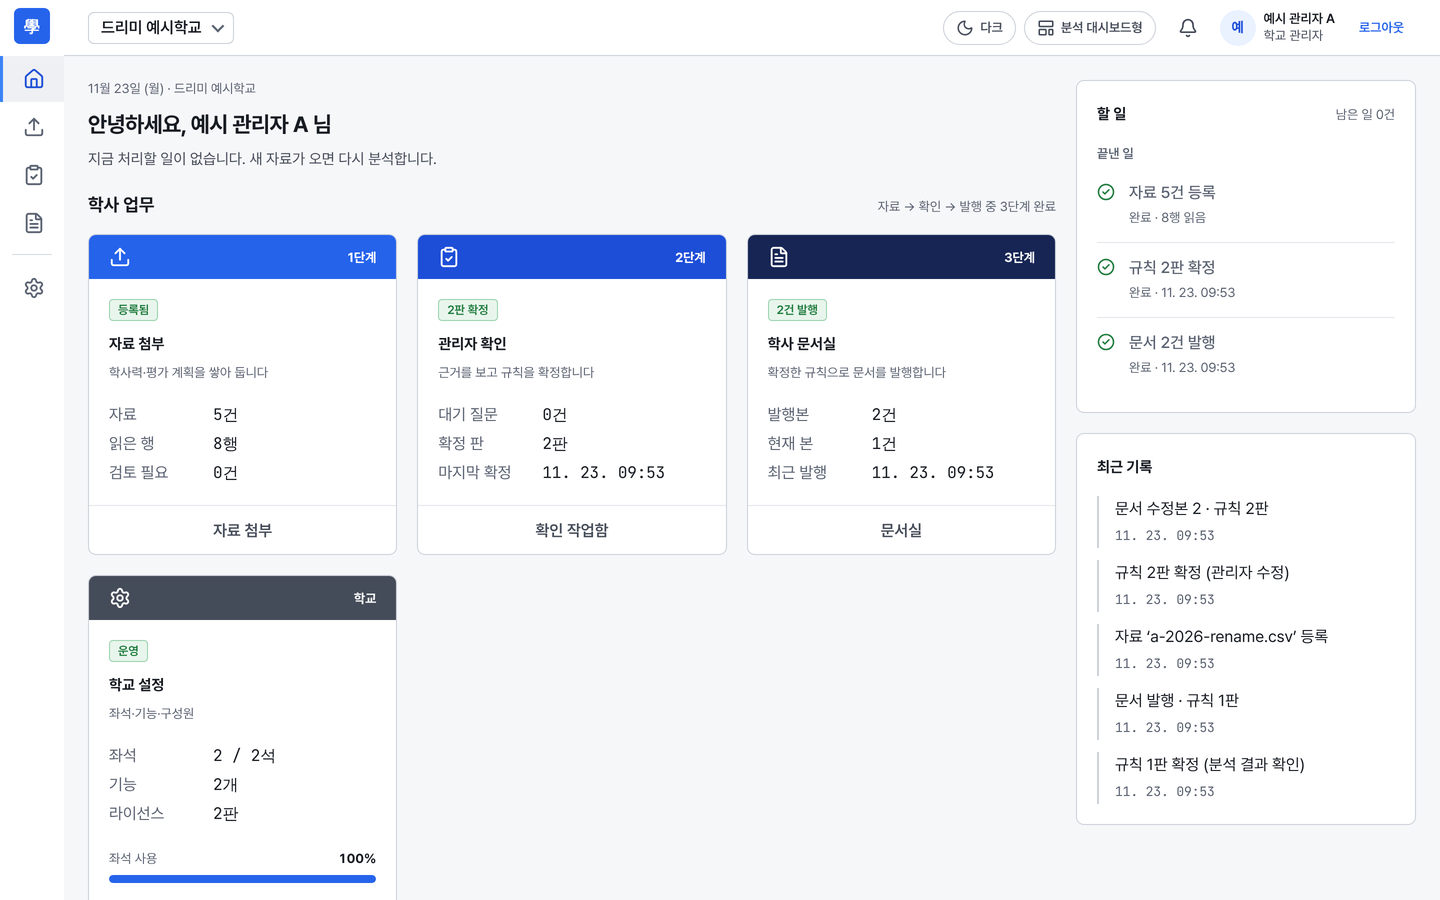 學
드리미 예시학교
다크
분석 대시보드형
예
예시 관리자 A
학교 관리자
로그아웃
11월 23일 (월) · 드리미 예시학교
안녕하세요, 예시 관리자 A 님
지금 처리할 일이 없습니다. 새 자료가 오면 다시 분석합니다.
학사 업무
자료 → 확인 → 발행 중 3단계 완료
1단계
등록됨
자료 첨부
학사력·평가 계획을 쌓아 둡니다
자료 5건
읽은 행 8행
검토 필요 0건
자료 첨부
2단계
2판 확정
관리자 확인
근거를 보고 규칙을 확정합니다
대기 질문 0건
확정 판 2판
마지막 확정 11. 23. 09:53
확인 작업함
3단계
2건 발행
학사 문서실
확정한 규칙으로 문서를 발행합니다
발행본 2건
현재 본 1건
최근 발행 11. 23. 09:53
문서실
학교
운영
학교 설정
좌석·기능·구성원
좌석 2 / 2석
기능 2개
라이선스 2판
좌석 사용 100%
할 일
남은 일 0건
끝낸 일
자료 5건 등록
완료 · 8행 읽음
규칙 2판 확정
완료 · 11. 23. 09:53
문서 2건 발행
완료 · 11. 23. 09:53
최근 기록
문서 수정본 2 · 규칙 2판
11. 23. 09:53
규칙 2판 확정 (관리자 수정)
11. 23. 09:53
자료 ‘a-2026-rename.csv’ 등록
11. 23. 09:53
문서 발행 · 규칙 1판
11. 23. 09:53
규칙 1판 확정 (분석 결과 확인)
11. 23. 09:53